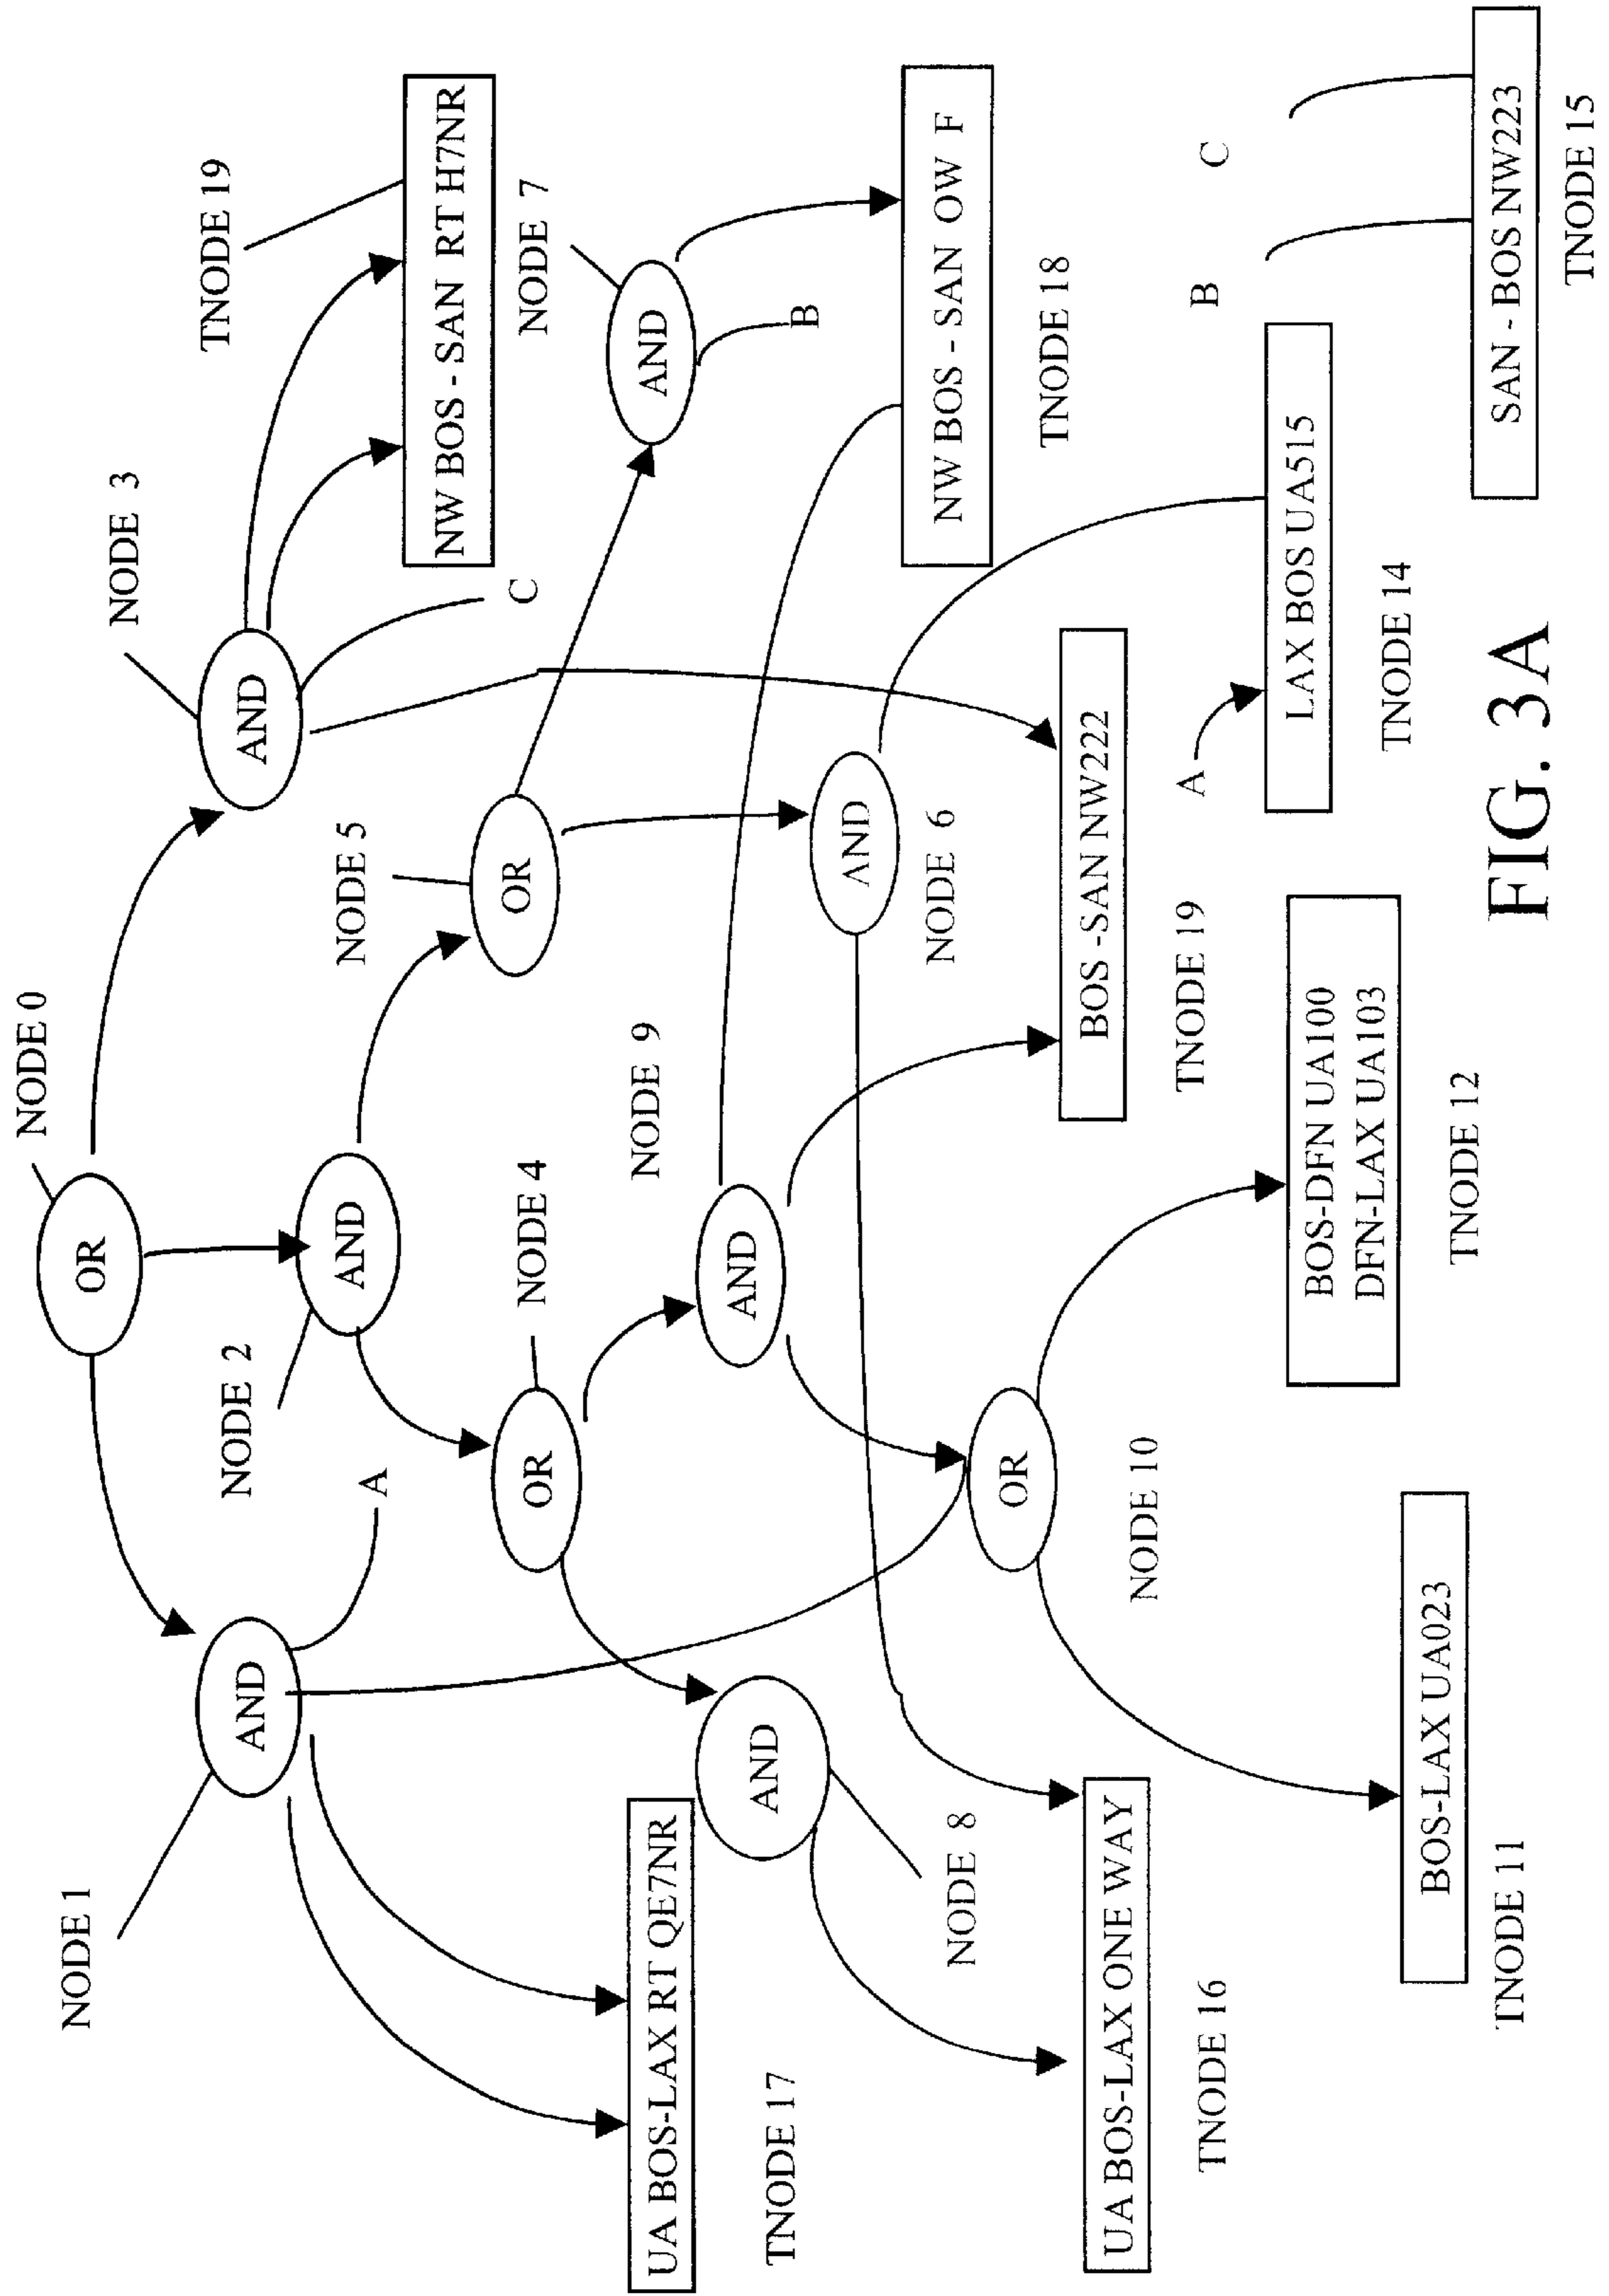 NODE 0
OR
NODE 1
AND
A
NODE 2
AND
NODE 3
AND
C
TNODE 19
NW BOS - SAN RT H7NR
NODE 4
OR
NODE 5
OR
NODE 7
AND
B
UA BOS-LAX RT QE7NR
TNODE 17
AND
NODE 8
NODE 9
AND
AND
NODE 6
NW BOS - SAN OW F
TNODE 18
UA BOS-LAX ONE WAY
TNODE 16
OR
NODE 10
BOS -SAN NW222
TNODE 19
A
LAX BOS UA515
TNODE 14
B
C
BOS-LAX UA023
TNODE 11
BOS-DFN UA100
DFN-LAX UA103
TNODE 12
SAN - BOS NW223
TNODE 15
FIG. 3A